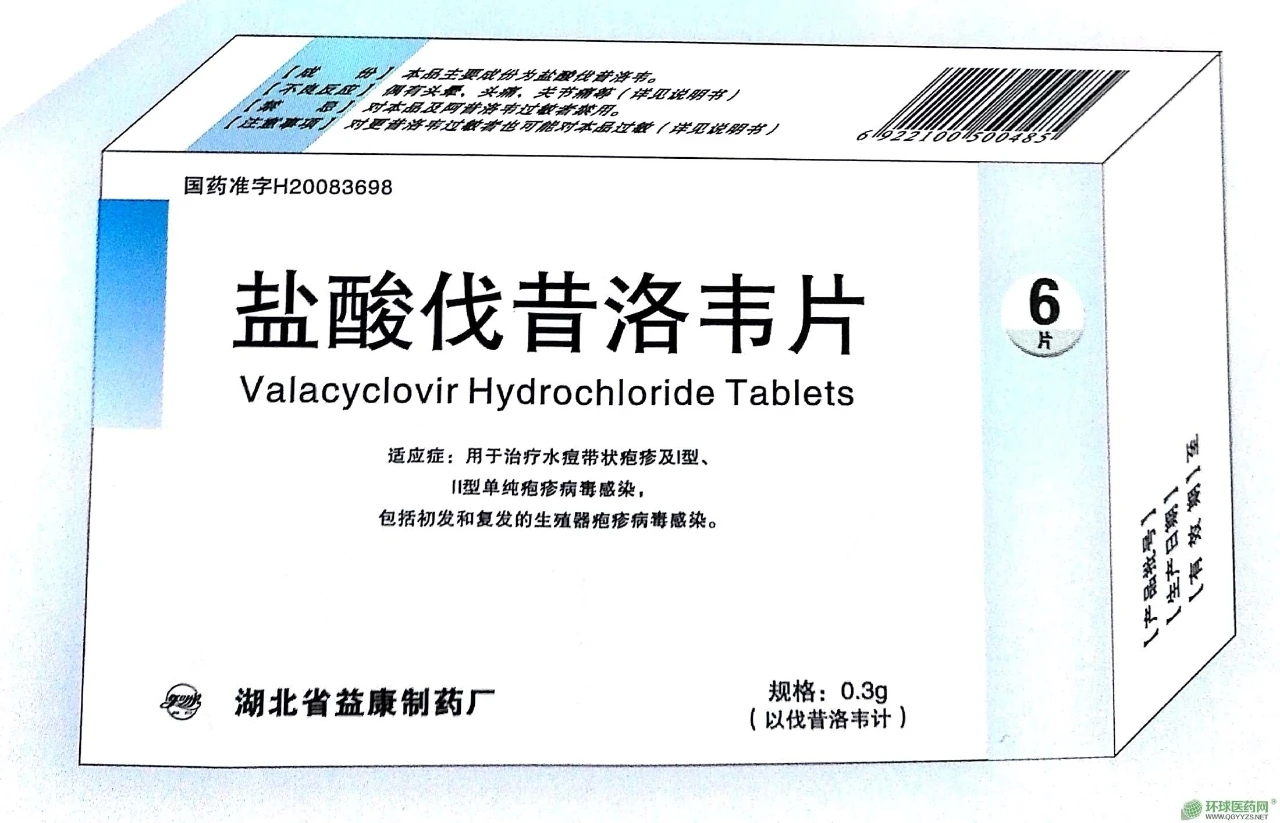 【成 份】本品主要成份为盐酸伐昔洛韦。
【不良反应】偶有头晕、头痛、关节痛等（详见说明书）
【禁 忌】对本品及阿昔洛韦过敏者禁用。
【注意事项】对更昔洛韦过敏者也可能对本品过敏（详见说明书）
6922100500485
国药准字H20083698
盐酸伐昔洛韦片
Valacyclovir Hydrochloride Tablets
6
片
适应症：用于治疗水痘带状疱疹及I型、
II型单纯疱疹病毒感染，
包括初发和复发的生殖器疱疹病毒感染。
湖北省益康制药厂
规格：0.3g
（以伐昔洛韦计）
【产品批号】
【生产日期】
【有效期】至
环球医药网®
WWW.QGYYZS.NET